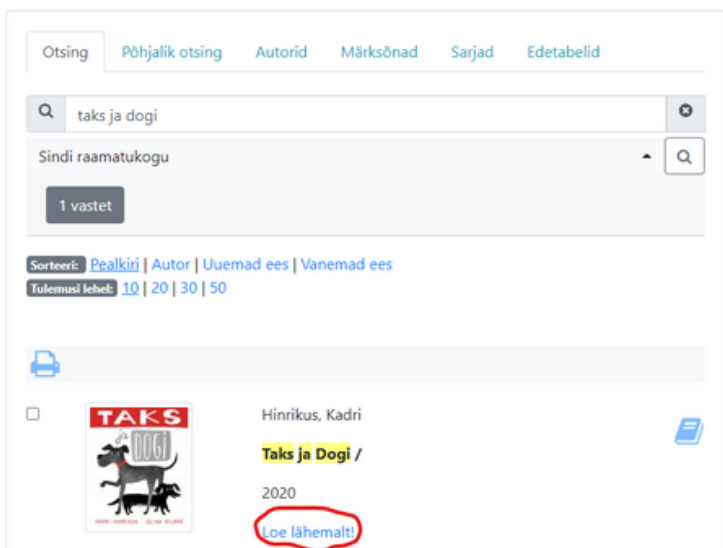 Otsing Põhjalik otsing Autorid Märksõnad Sarjad Edetabelid
taks ja dogi
Sindi raamatukogu
1 vastet
Sorteeri: Pealkiri | Autor | Uuemad ees | Vanemad ees
Tulemusi lehel: 10 | 20 | 30 | 50
TAKS
ja
DOGI
Hinrikus, Kadri
Taks ja Dogi /
2020
Loe lähemalt!